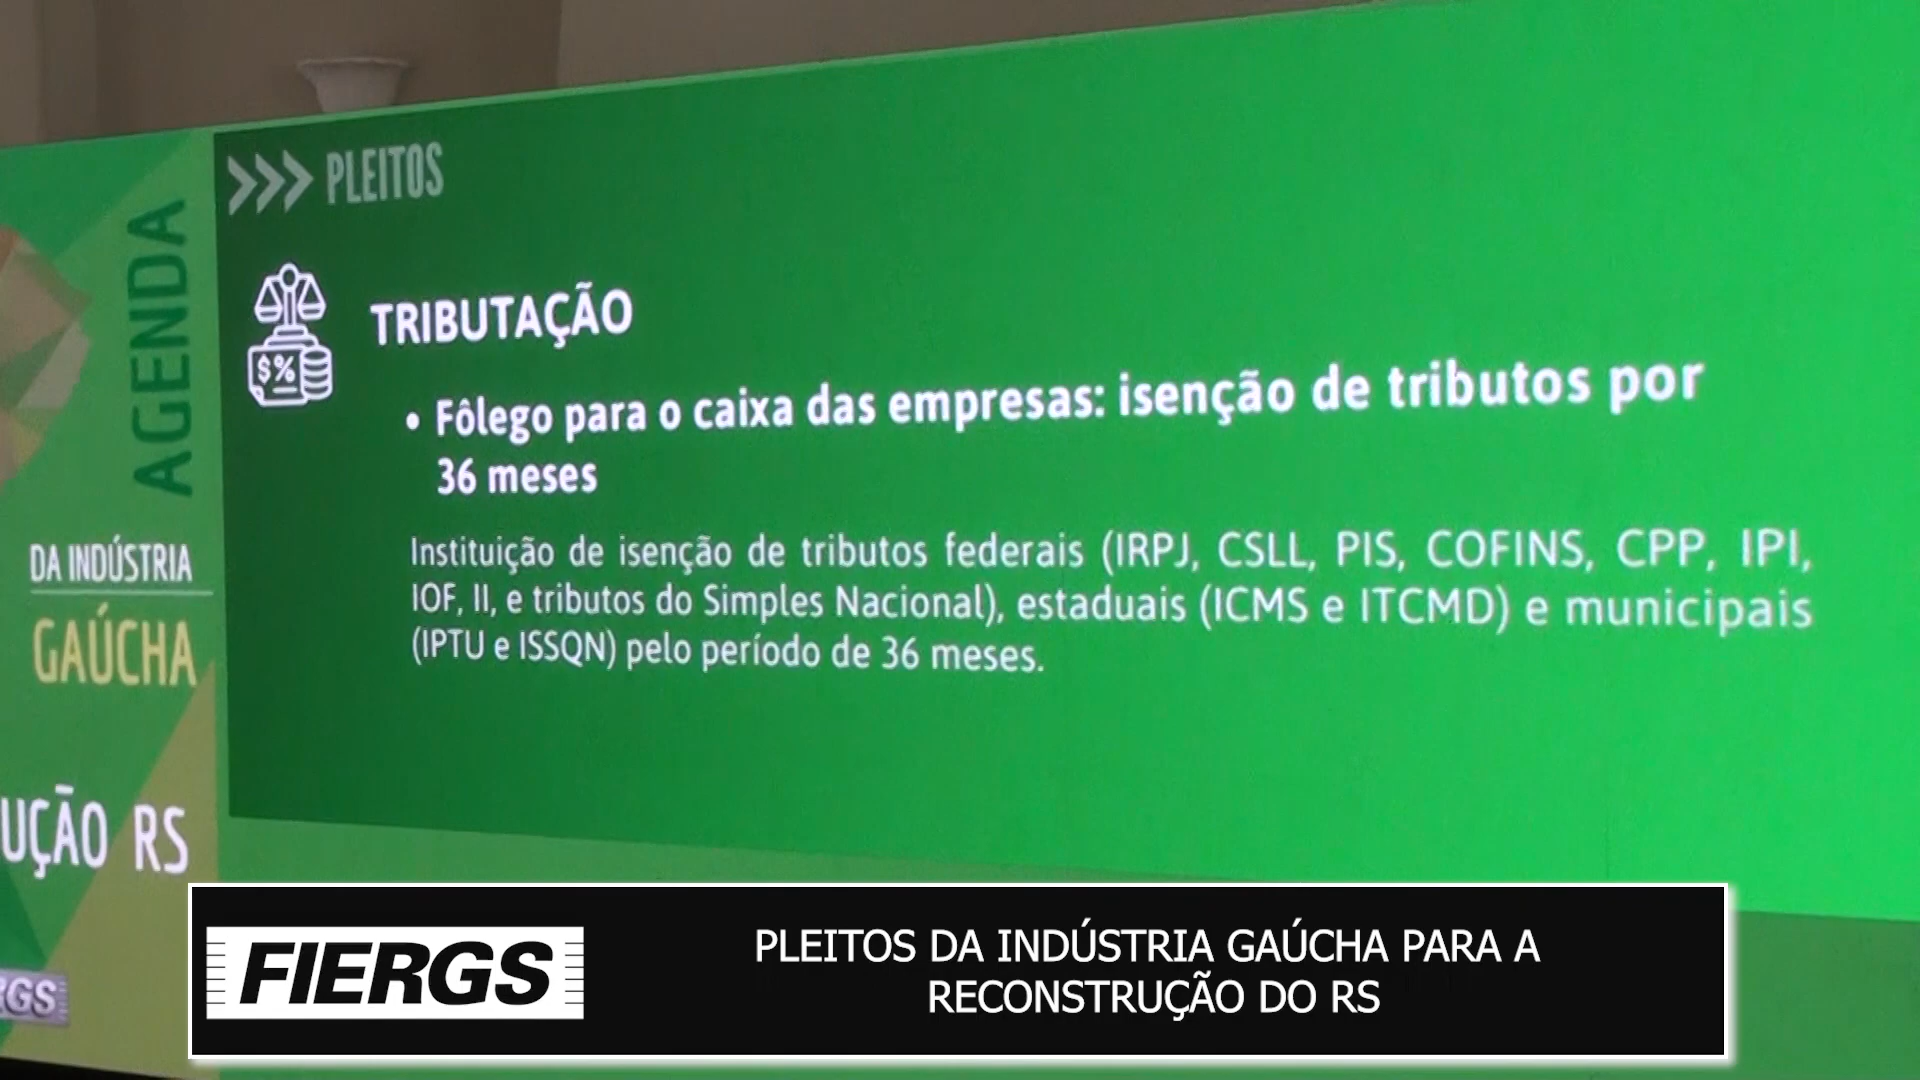 PLEITOS
AGENDA
DA INDÚSTRIA
GAÚCHA
UÇÃO RS
RGS
TRIBUTAÇÃO
$%
• Fôlego para o caixa das empresas: isenção de tributos por
36 meses
Instituição de isenção de tributos federais (IRPJ, CSLL, PIS, COFINS, CPP, IPI,
IOF, II, e tributos do Simples Nacional), estaduais (ICMS e ITCMD) e municipais
(IPTU e ISSQN) pelo período de 36 meses.
FIERGS
PLEITOS DA INDÚSTRIA GAÚCHA PARA A
RECONSTRUÇÃO DO RS